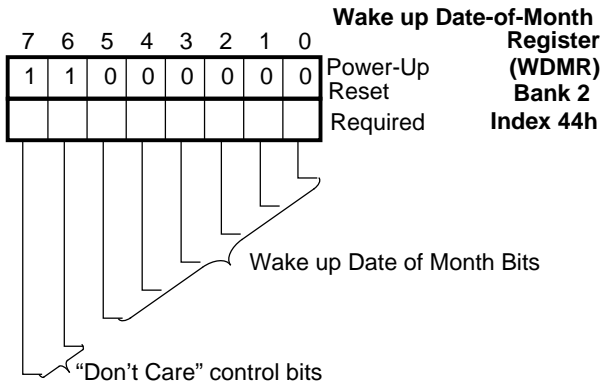 Wake up Date-of-Month
Register
(WDMR)
Bank 2
Index 44h
7 6 5 4 3 2 1 0
1 1 0 0 0 0 0 0
Power-Up
Reset
Required
Wake up Date of Month Bits
“Don’t Care” control bits